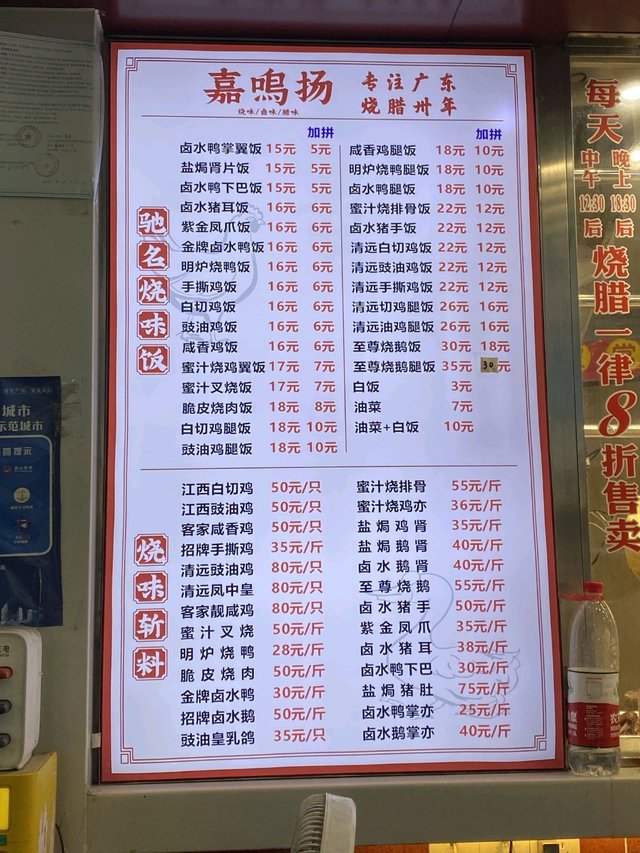 嘉鳴扬
烧味/卤味/腊味
专注广东
烧腊卅年
驰名烧味饭
加拼
卤水鸭掌翼饭 15元 5元
盐焗肾片饭 15元 5元
卤水鸭下巴饭 15元 5元
卤水猪耳饭 16元 6元
紫金凤爪饭 16元 6元
金牌卤水鸭饭 16元 6元
明炉烧鸭饭 16元 6元
手撕鸡饭 16元 6元
白切鸡饭 16元 6元
豉油鸡饭 16元 6元
咸香鸡饭 16元 6元
蜜汁烧鸡翼饭 17元 7元
蜜汁叉烧饭 17元 7元
脆皮烧肉饭 18元 8元
白切鸡腿饭 18元 10元
豉油鸡腿饭 18元 10元
加拼
咸香鸡腿饭 18元 10元
明炉烧鸭腿饭 18元 10元
卤水鸭腿饭 18元 10元
蜜汁烧排骨饭 22元 12元
卤水猪手饭 22元 12元
清远白切鸡饭 22元 12元
清远豉油鸡饭 22元 12元
清远手撕鸡饭 22元 12元
清远切鸡腿饭 26元 16元
清远油鸡腿饭 26元 16元
至尊烧鹅饭 30元 18元
至尊烧鹅腿饭 35元 30元
白饭 3元
油菜 7元
油菜+白饭 10元
烧味斩料
江西白切鸡 50元/只
江西豉油鸡 50元/只
客家咸香鸡 50元/只
招牌手撕鸡 35元/斤
清远豉油鸡 80元/只
清远凤中皇 80元/只
客家靓咸鸡 80元/只
蜜汁叉烧 50元/斤
明炉烧鸭 28元/斤
脆皮烧肉 50元/斤
金牌卤水鸭 30元/斤
招牌卤水鹅 50元/斤
豉油皇乳鸽 35元/只
蜜汁烧排骨 55元/斤
蜜汁烧鸡亦 36元/斤
盐焗鸡肾 35元/斤
盐焗鹅肾 40元/斤
卤水鹅肾 40元/斤
至尊烧鹅 55元/斤
卤水猪手 50元/斤
紫金凤爪 35元/斤
卤水猪耳 38元/斤
卤水鸭下巴 30元/斤
盐焗猪肚 75元/斤
卤水鸭掌亦 25元/斤
卤水鹅掌亦 40元/斤
每天
中午12:30后
晚上18:30后
烧腊一律8折售卖
城市
示范城市